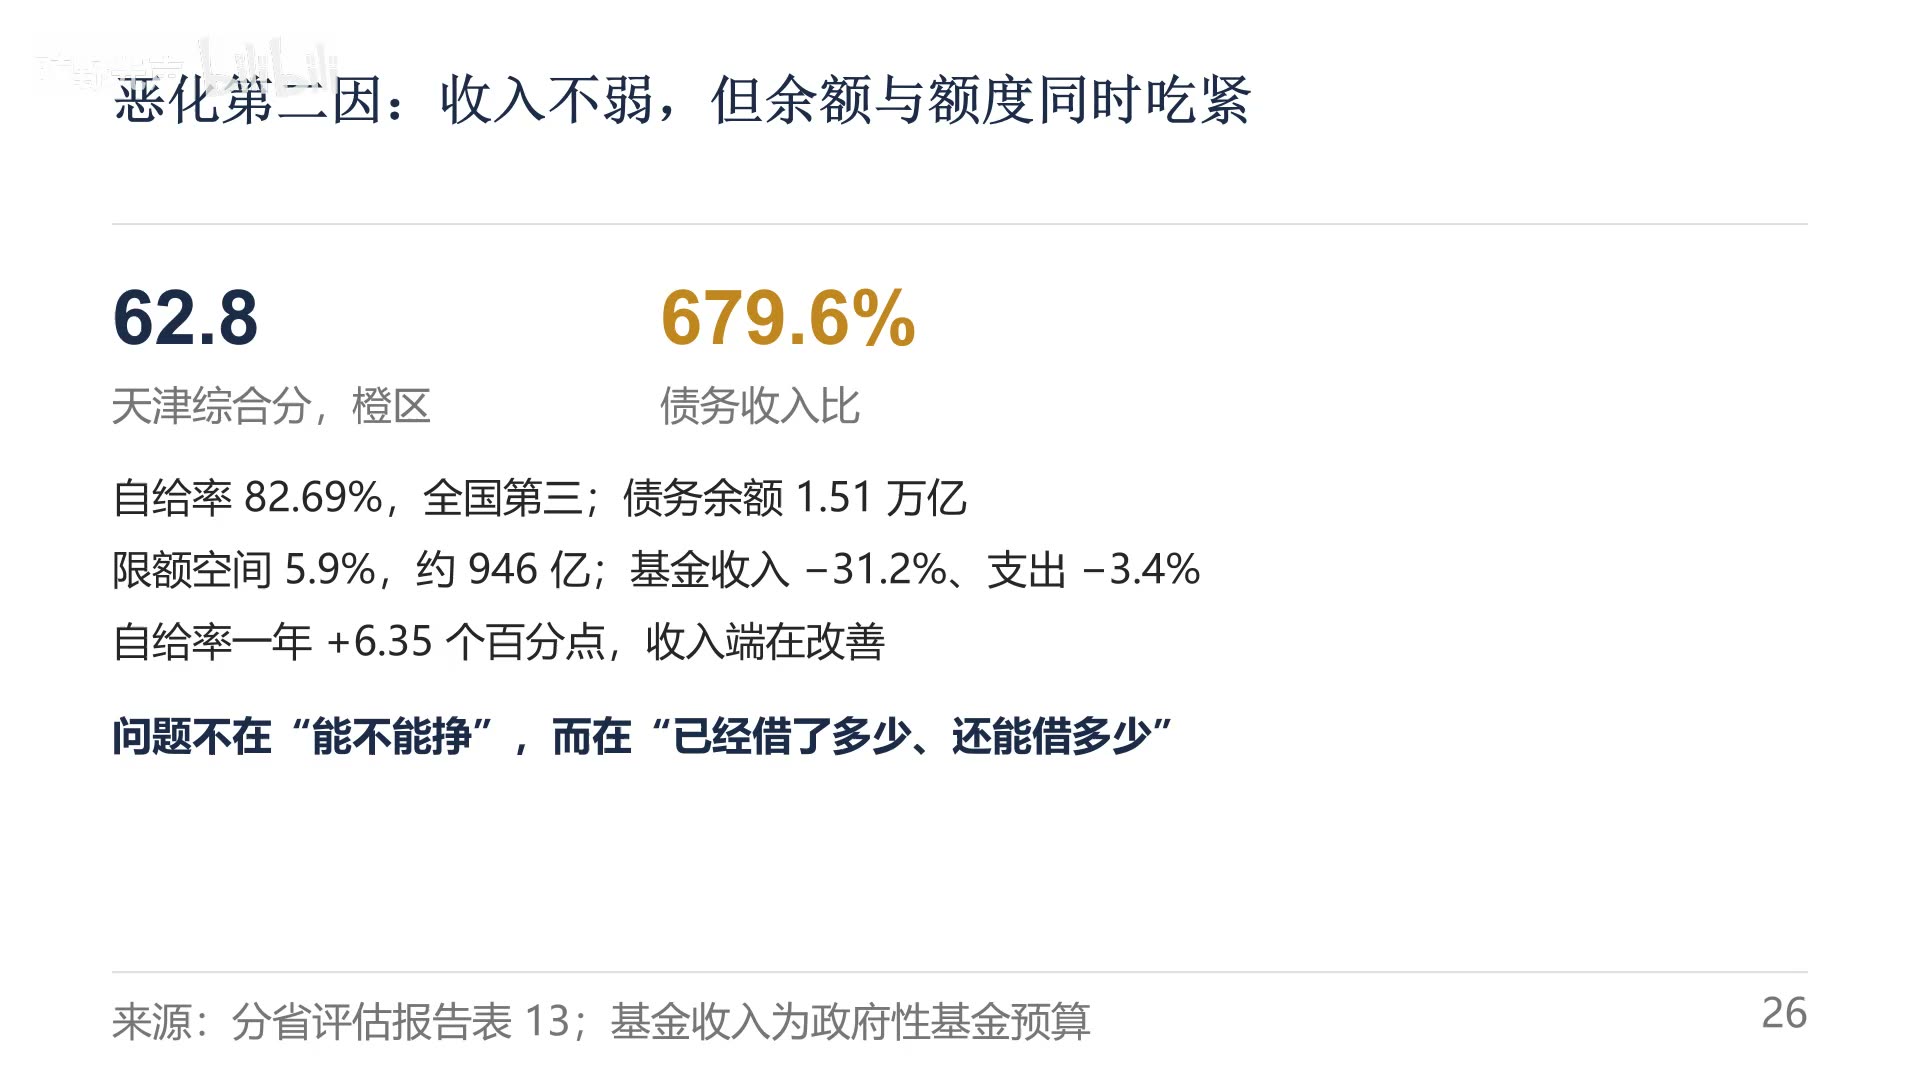 恶化第二因：收入不弱，但余额与额度同时吃紧
bilibili
62.8
679.6%
天津综合分，橙区
债务收入比
自给率 82.69%，全国第三；债务余额 1.51 万亿
限额空间 5.9%，约 946 亿；基金收入 −31.2%、支出 −3.4%
自给率一年 +6.35 个百分点，收入端在改善
问题不在“能不能挣”，而在“已经借了多少、还能借多少”
来源：分省评估报告表 13；基金收入为政府性基金预算
26